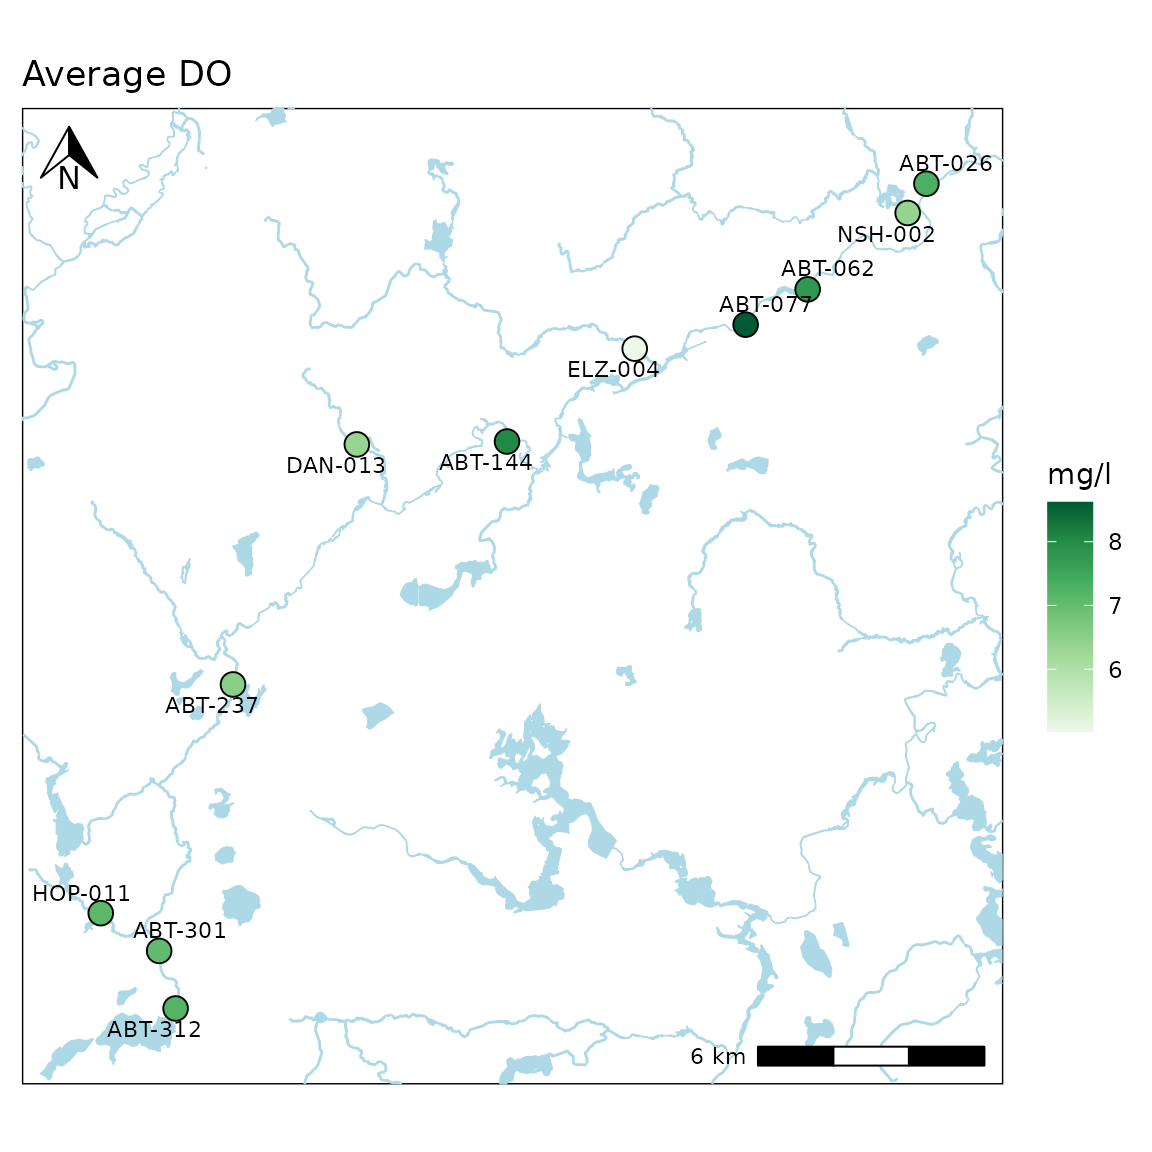 Average DO
N
ABT-026
NSH-002
ABT-062
ABT-077
ELZ-004
DAN-013
ABT-144
mg/l
8
7
6
ABT-237
HOP-011
ABT-301
ABT-312
6 km